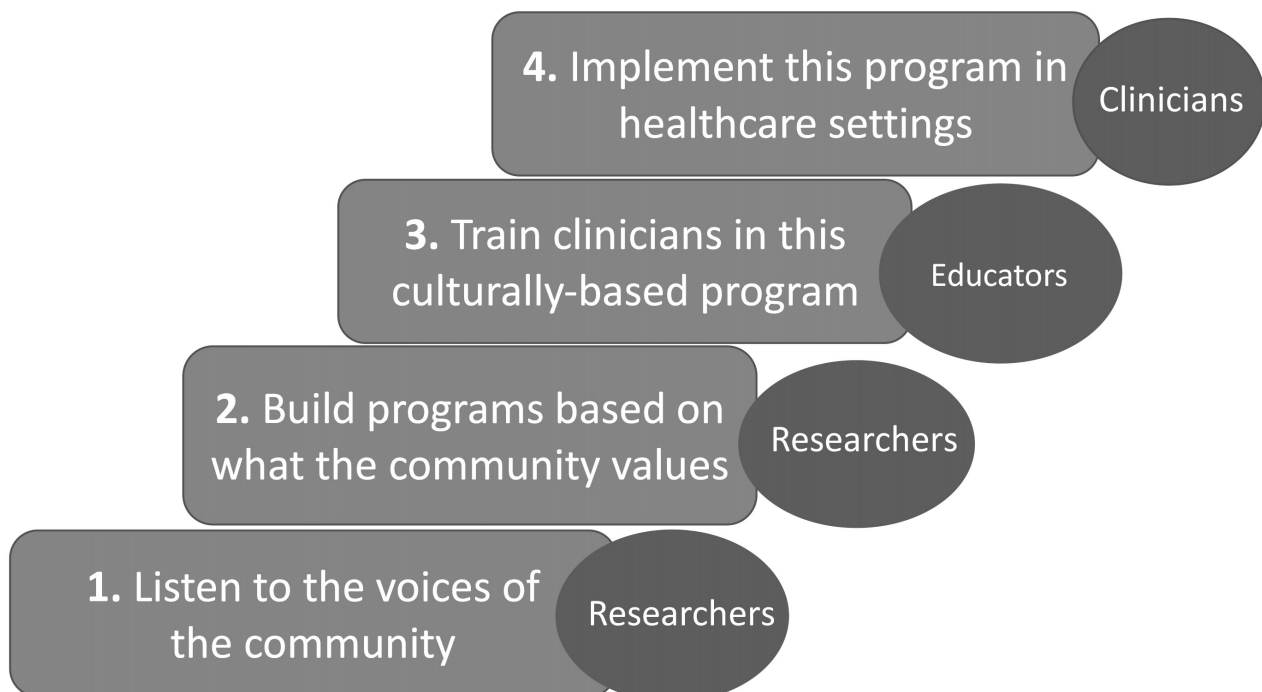 4. Implement this program in
healthcare settings
Clinicians
3. Train clinicians in this
culturally-based program
Educators
2. Build programs based on
what the community values
Researchers
1. Listen to the voices of
the community
Researchers